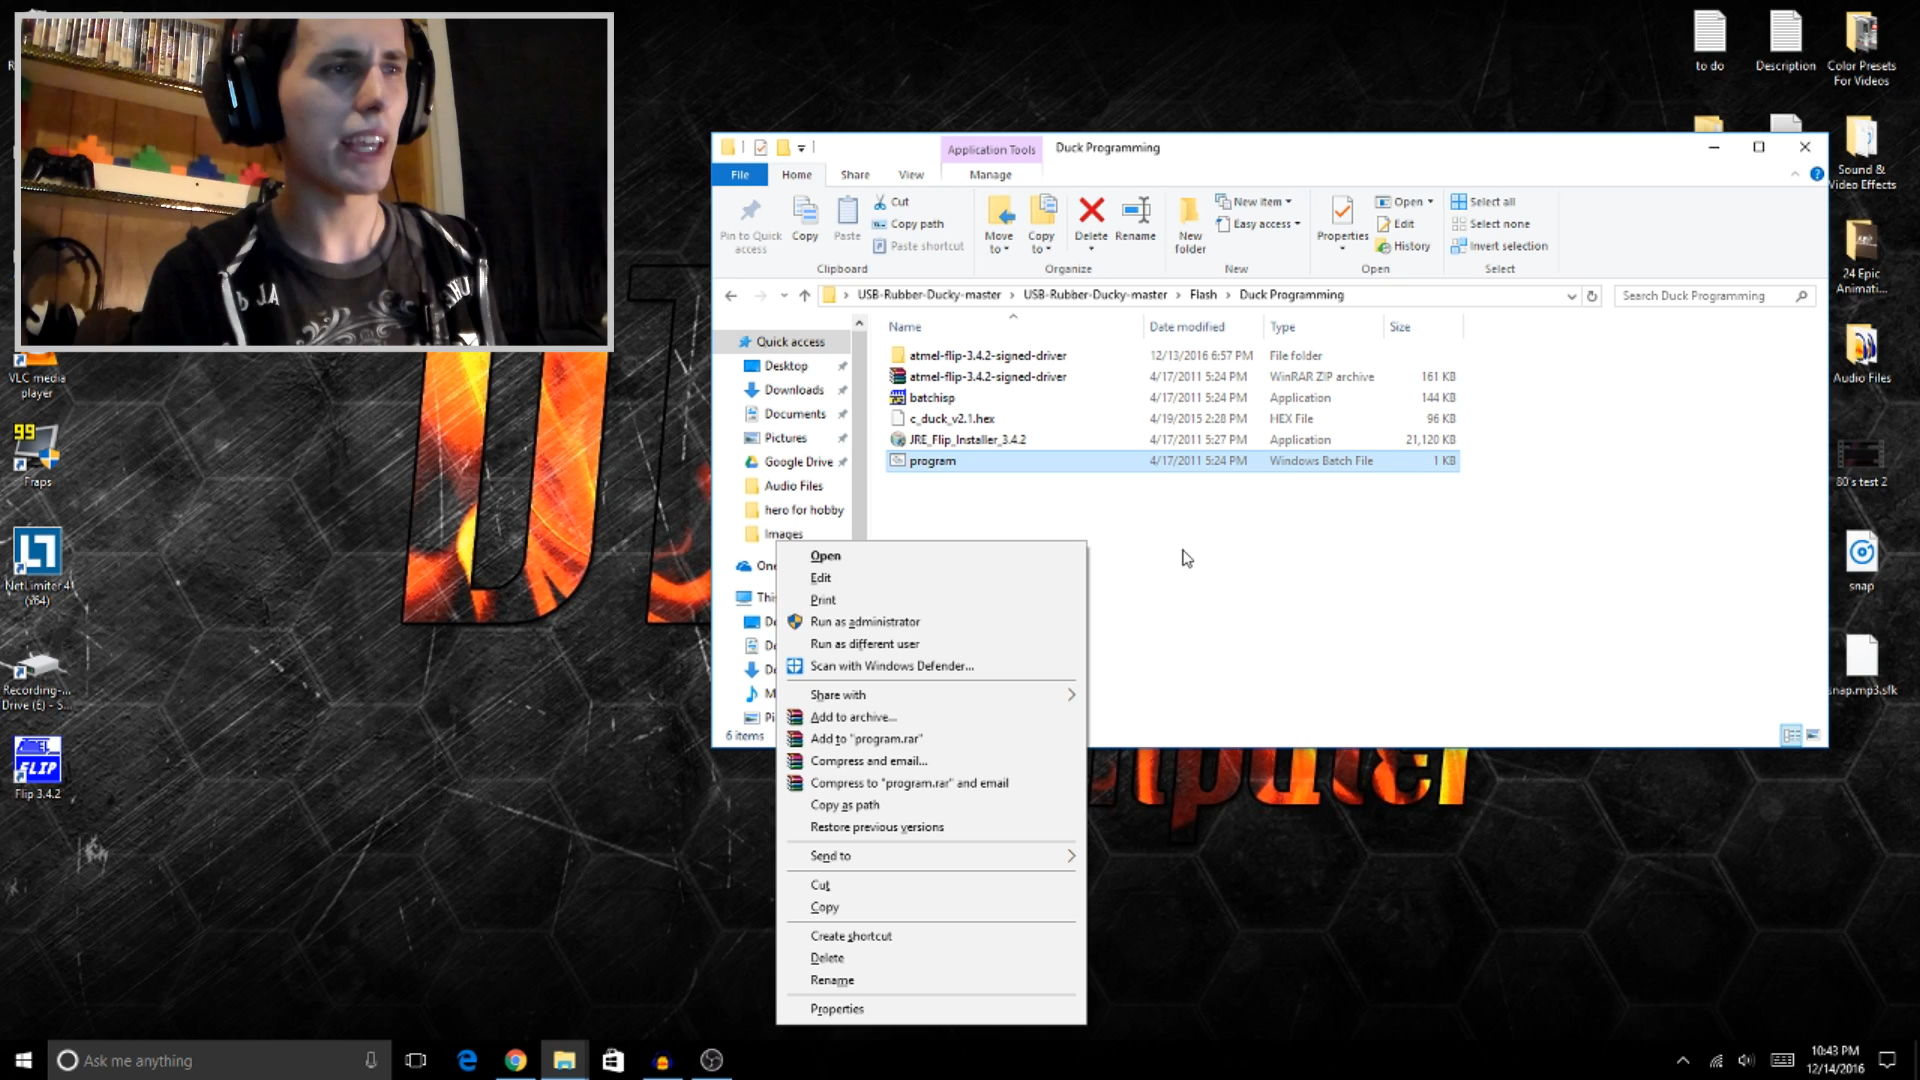 to do
Description
Color Presets
For Videos
Sound &
Video Effects
24 Epic
Animati...
Audio Files
80's test 2
snap
snap.mp3.sfk
VLC media
player
99
Fraps
NetLimiter 4
(x64)
Recording-...
Drive (E) - S...
ATMEL
FLIP
Flip 3.4.2
JA
Application Tools
Duck Programming
File
Home
Share
View
Manage
Pin to Quick
access
Copy
Paste
Cut
Copy path
Paste shortcut
Clipboard
Move
to
Copy
to
Delete
Rename
Organize
New
folder
New item
Easy access
New
Properties
Open
Edit
History
Open
Select all
Select none
Invert selection
Select
USB-Rubber-Ducky-master > USB-Rubber-Ducky-master > Flash > Duck Programming
Search Duck Programming
Name Date modified Type Size
atmel-flip-3.4.2-signed-driver 12/13/2016 6:57 PM File folder
atmel-flip-3.4.2-signed-driver 4/17/2011 5:24 PM WinRAR ZIP archive 161 KB
batchisp 4/17/2011 5:24 PM Application 144 KB
c_duck_v2.1.hex 4/19/2015 2:28 PM HEX File 96 KB
JRE_Flip_Installer_3.4.2 4/17/2011 5:27 PM Application 21,120 KB
program 4/17/2011 5:24 PM Windows Batch File 1 KB
Quick access
Desktop
Downloads
Documents
Pictures
Google Drive
Audio Files
hero for hobby
Images
One
This
De
Do
Do
M
Pi
6 items
Open
Edit
Print
Run as administrator
Run as different user
Scan with Windows Defender...
Share with
Add to archive...
Add to "program.rar"
Compress and email...
Compress to "program.rar" and email
Copy as path
Restore previous versions
Send to
Cut
Copy
Create shortcut
Delete
Rename
Properties
Ask me anything
10:43 PM
12/14/2016